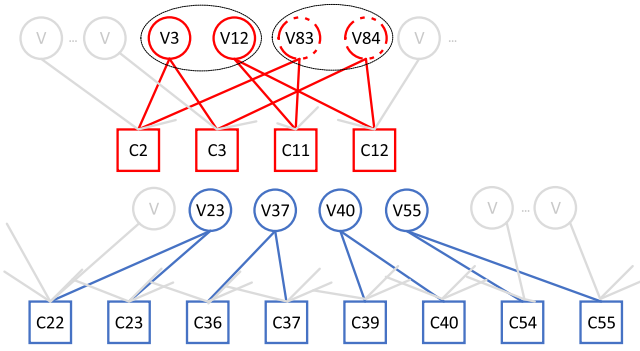 V ... V V3 V12 V83 V84 V ...
C2 C3 C11 C12
V V23 V37 V40 V55 V ... V
C22 C23 C36 C37 C39 C40 C54 C55